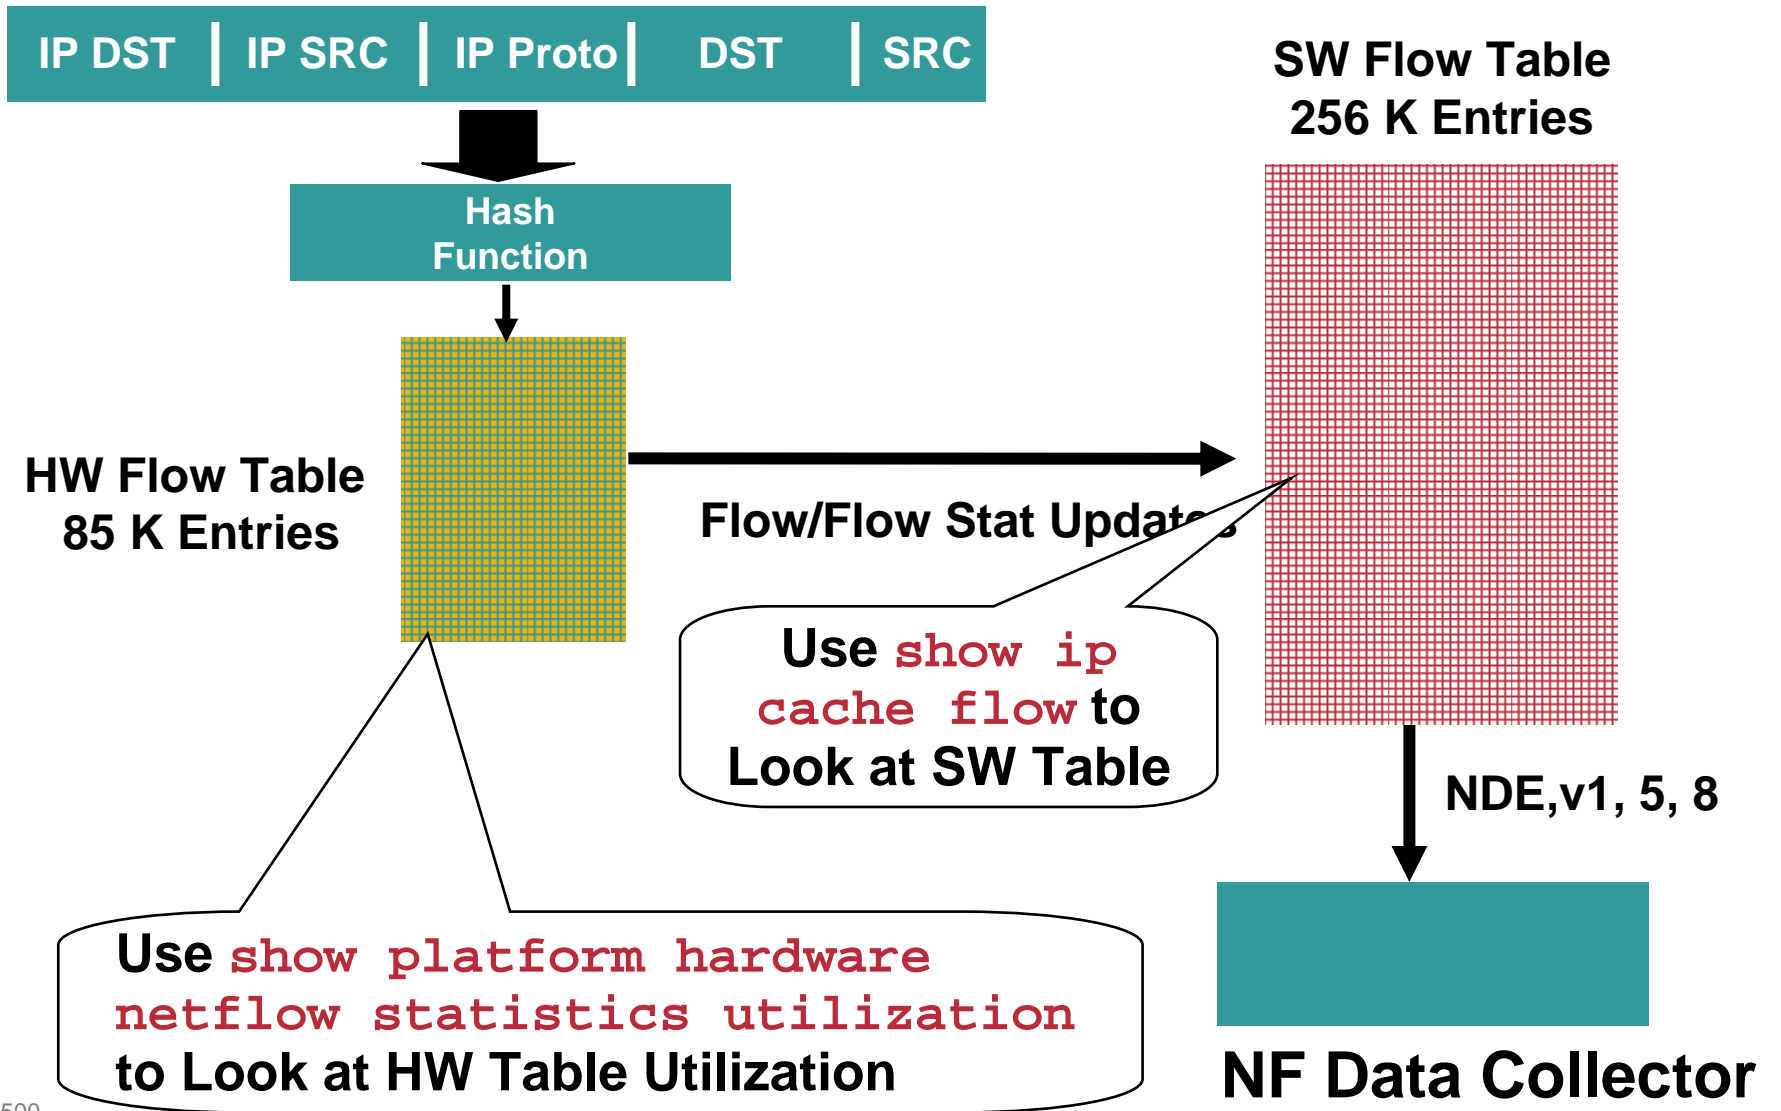 IP DST | IP SRC | IP Proto | DST | SRC
SW Flow Table
256 K Entries
Hash
Function
HW Flow Table
85 K Entries
Flow/Flow Stat Updates
Use show ip
cache flow to
Look at SW Table
NDE,v1, 5, 8
Use show platform hardware
netflow statistics utilization
to Look at HW Table Utilization
NF Data Collector